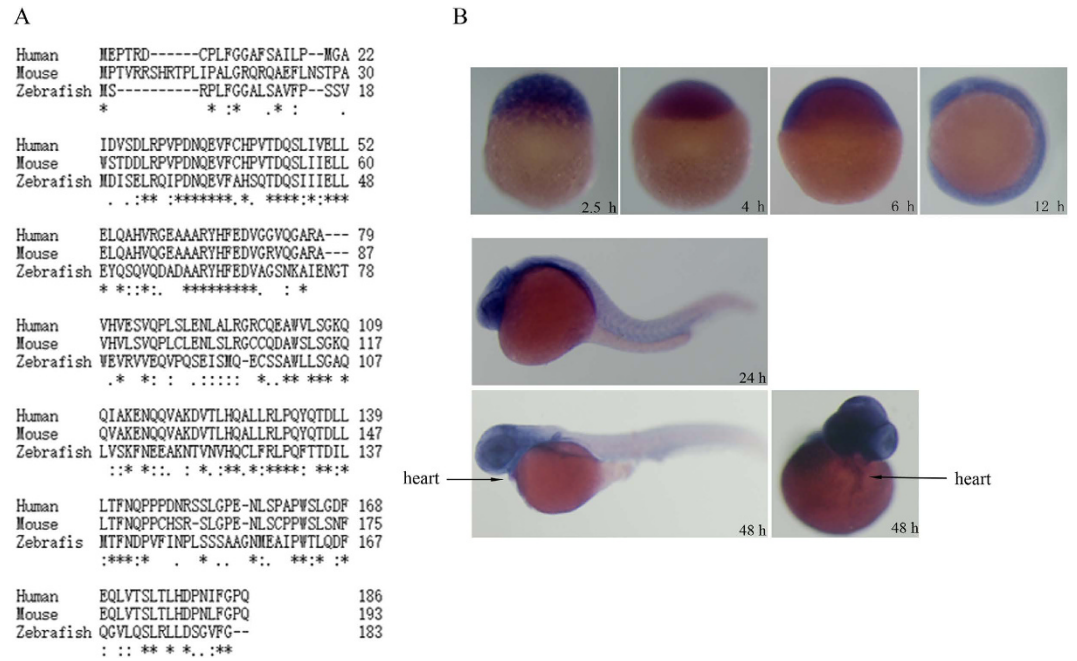 A
B
Human MEPTRD------CPLFGGAFSAILP--MGA 22
Mouse MPTVRRSHRTPLIPALGRQRQAEFLNSTPA 30
Zebrafish MS----------RPLFGGALSAVFP--SSV 18
* * :* .* .
Human IDVSDLRPVPDNQEVFCHPVTDQSLIVELL 52
Mouse WSTDDLRPVPDNQEVFCHPVTDQSLIIELL 60
Zebrafish MDISELRQIPDNQEVFAHSQTDQSIIIELL 48
. .:** :*******.*. ****:*:***
Human ELQAHVRGEAAARYHFEDVGGVQGARA--- 79
Mouse ELQAHVQGEAAARYHFEDVGRVQGARA--- 87
Zebrafish EYQSQVQDADAARYHFEDVAGSNKAIENGT 78
* *::*:. *********. : *
Human VHVESVQPLSLENLALRGRCQEAWVLSGKQ 109
Mouse VHVLSVQPLCLENLSLRGCCQDAWSLSGKQ 117
Zebrafish WEVRVVEQVPQSEISMQ-ECSSAWLLSGAQ 107
.* *: : .::::: *..** *** *
Human QIAKENQQVAKDVTLHQALLRLPQYQTDLL 139
Mouse QVAKENQQVAKDVTLHQALLRLPQYQTDLL 147
Zebrafish LVSKFNEEAKNTVNVHQCLFRLPQFTTDIL 137
::* *::. : *.:**.*:****: **:*
Human LTFNQPPPDNRSSLGPE-NLSPAPWSLGDF 168
Mouse LTFNQPPCHSR-SLGPE-NLSCPPWSLSNF 175
Zebrafis MTFNDPVFINPLSSSAAGNMEAIPWTLQDF 167
:***:* . * .. *:. **:* :*
Human EQLVTSLTLHDPNIFGPQ 186
Mouse EQLVTSLTLHDPNLFGPQ 193
Zebrafish QGVLQSLRLLDSGVFG-- 183
: :: ** * *..:**
2.5 h
4 h
6 h
12 h
24 h
heart
48 h
heart
48 h